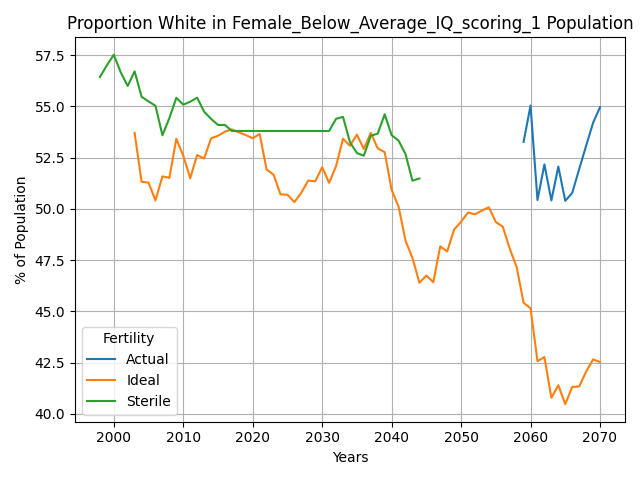 Proportion White in Female_Below_Average_IQ_scoring_1 Population
% of Population
57.5
55.0
52.5
50.0
47.5
45.0
42.5
40.0
Fertility
Actual
Ideal
Sterile
2000 2010 2020 2030 2040 2050 2060 2070
Years